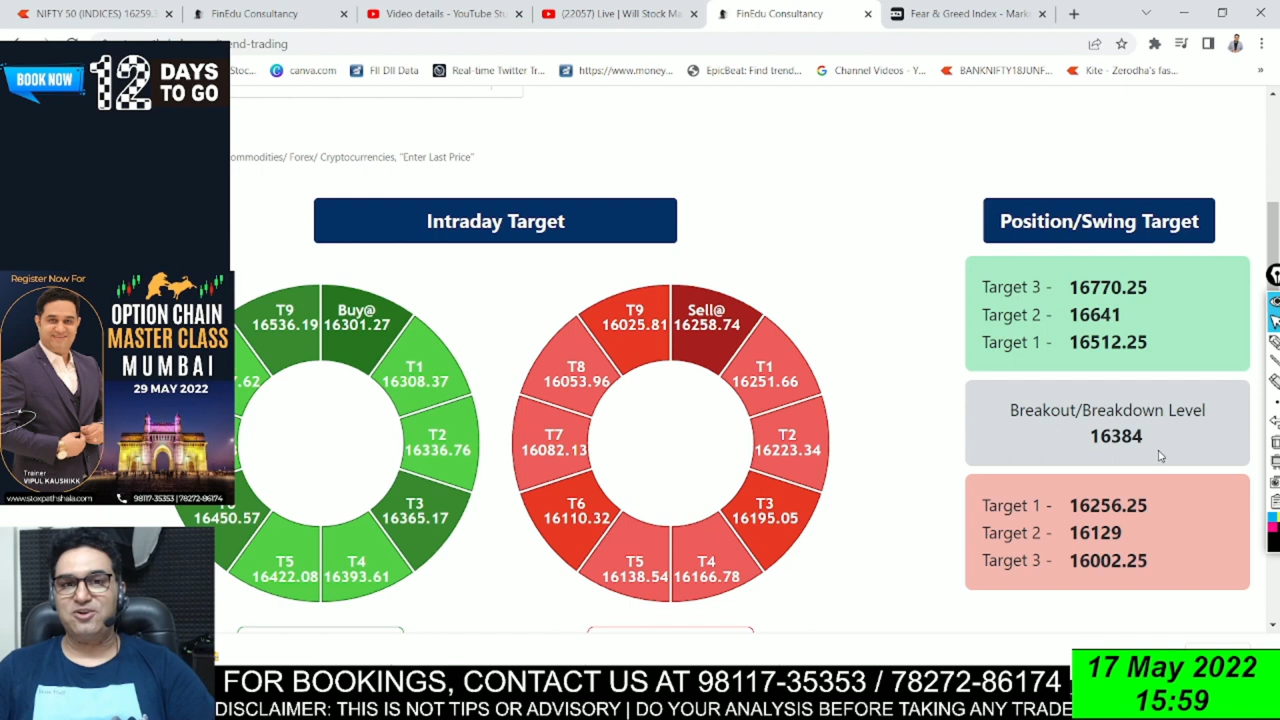 NIFTY 50 (INDICES) 16259.
FinEdu Consultancy
Video details - YouTube St
(22057) Live | Will Stock Ma
FinEdu Consultancy
Fear & Greed Index - Mark
end-trading
Stoc...
canva.com
FII DII Data
Real-time Twitter Tr...
https://www.money...
EpicBeat: Find trend...
Channel Videos - Y...
BANKNIFTY18JUNF...
Kite - Zerodha's fas...
BOOK NOW
12 DAYS
TO GO
ommodities/ Forex/ Cryptocurrencies, "Enter Last Price"
Intraday Target
Position/Swing Target
T9
16536.19
Buy@
16301.27
T1
16308.37
T2
16336.76
T3
16365.17
T4
16393.61
T5
16422.08
16450.57
7.62
T9
16025.81
Sell@
16258.74
T1
16251.66
T2
16223.34
T3
16195.05
T4
16166.78
T5
16138.54
T6
16110.32
T7
16082.13
T8
16053.96
Target 3 - 16770.25
Target 2 - 16641
Target 1 - 16512.25
Breakout/Breakdown Level
16384
Target 1 - 16256.25
Target 2 - 16129
Target 3 - 16002.25
Register Now For
OPTION CHAIN
MASTER CLASS
MUMBAI
29 MAY 2022
Trainer
VIPUL KAUSHIKK
www.stoxpathshala.com
98117-35353 | 78272-86174
FOR BOOKINGS, CONTACT US AT 98117-35353 / 78272-86174
DISCLAIMER: THIS IS NOT TIPS OR ADVISORY | DO YOUR ANALYSIS BEFORE TAKING ANY TRADE
17 May 2022
15:59